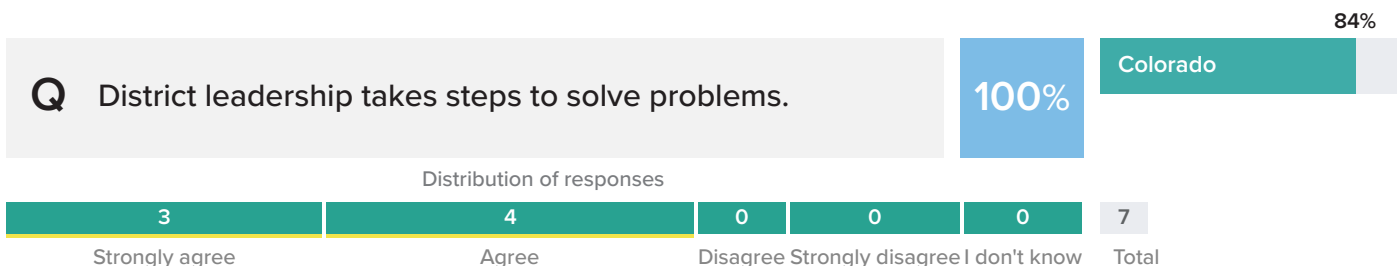 84%
Q District leadership takes steps to solve problems.
100%
Colorado
Distribution of responses
3 4 0 0 0 7
Strongly agree Agree Disagree Strongly disagree I don't know Total